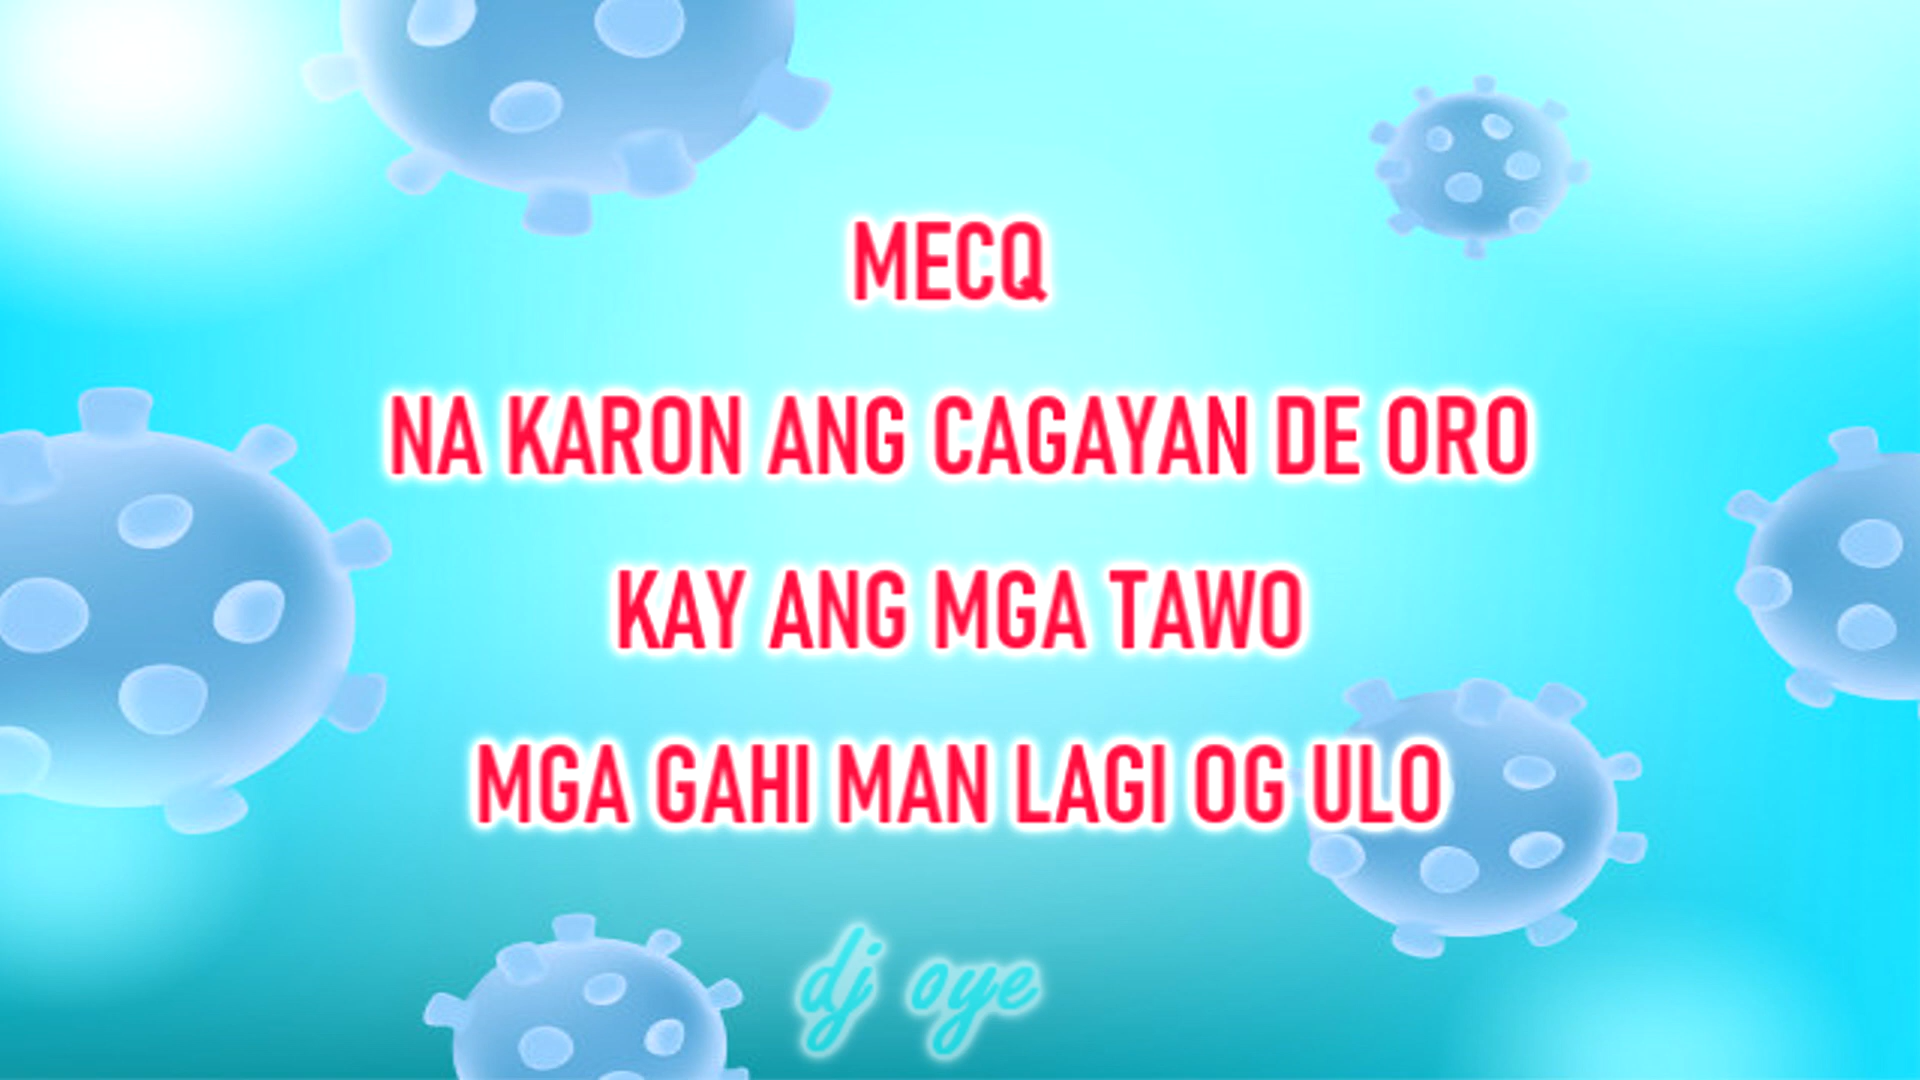 MECQ
NA KARON ANG CAGAYAN DE ORO
KAY ANG MGA TAWO
MGA GAHI MAN LAGI OG ULO
dj oye